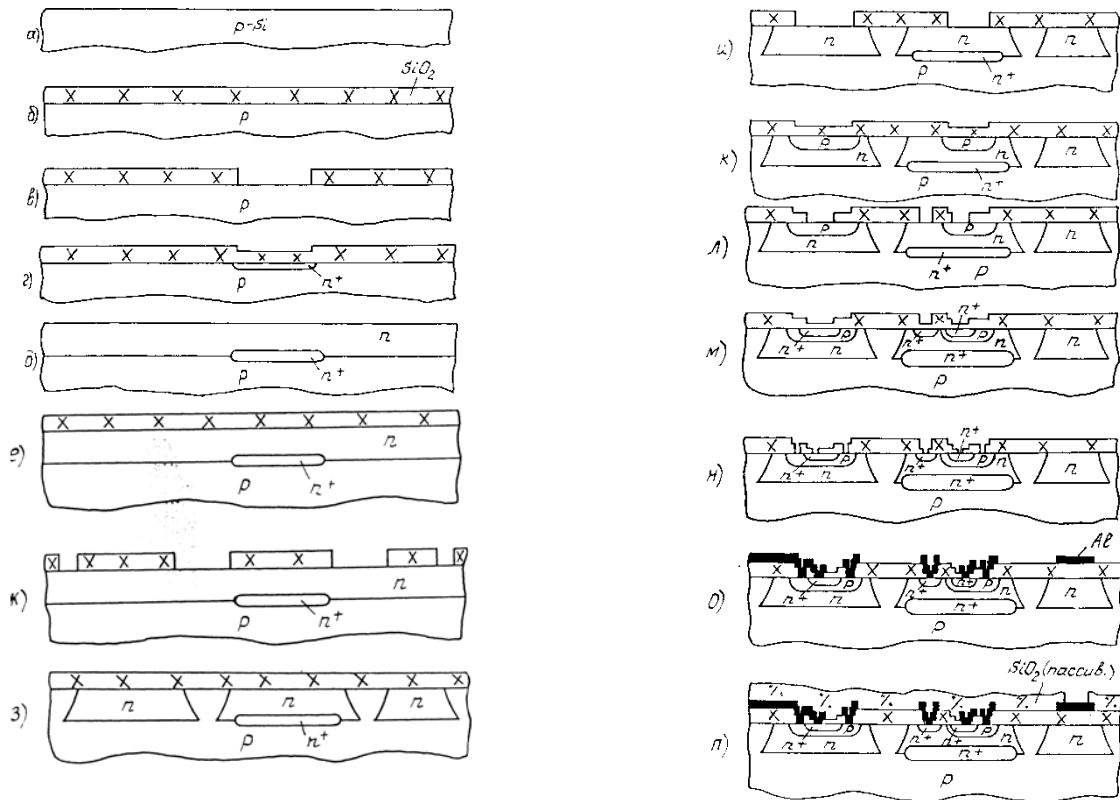 а)
p-Si
б)
SiO₂
p
в)
p
г)
p
n⁺
д)
n
p
n⁺
е)
n
p
n⁺
к)
n
p
n⁺
з)
n
n
n
n⁺
p
и)
n
n
n
p
n⁺
к)
p
p
n
n
n
p
n⁺
л)
p
p
n
n
n
n⁺
p
м)
n⁺
n⁺
p
n⁺
p
n
n
n
n⁺
p
н)
n⁺
n⁺
p
n⁺
p
n
n
n
n⁺
p
о)
Al
n⁺
p
n⁺
n⁺
p
n
n
n
n⁺
p
SiO₂ (пассив.)
п)
n⁺
p
n⁺
n⁺
p
n
n
n
n⁺
p